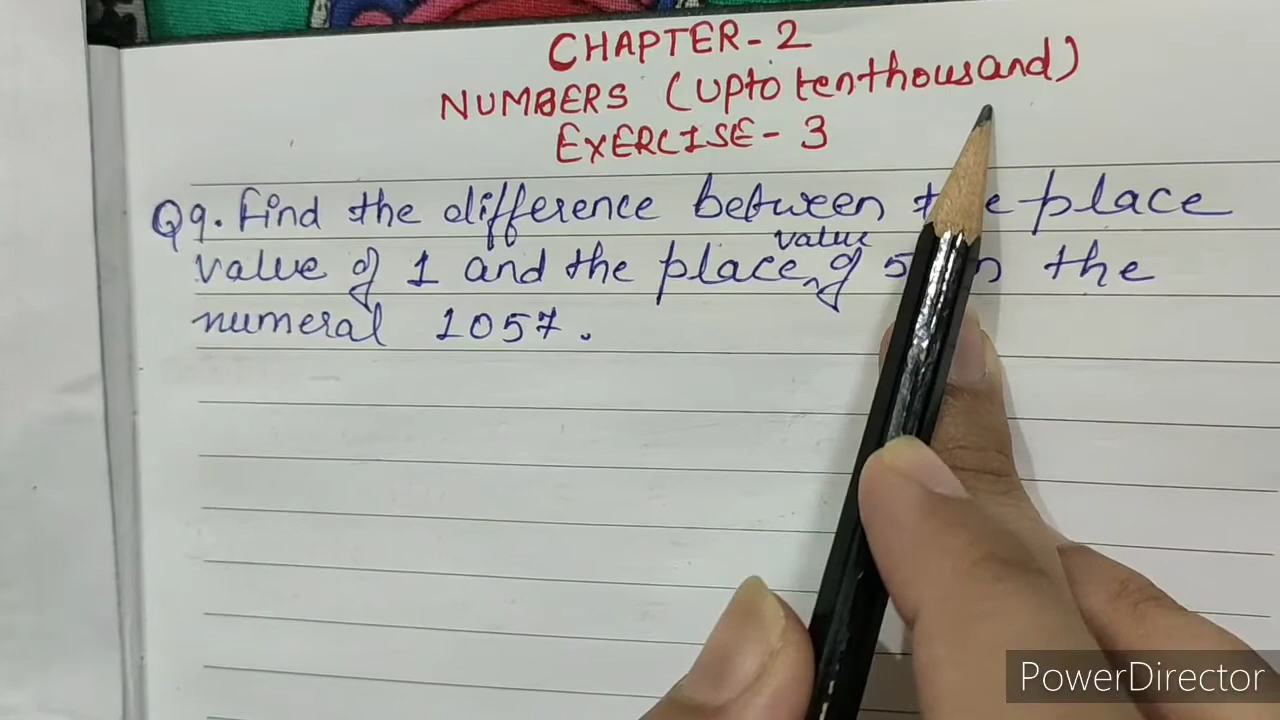 CHAPTER-2
NUMBERS (Upto tenthousand)
EXERCISE-3
Q9. Find the difference between the place
value of 1 and the place value of 5 the
numeral 1057.
PowerDirector